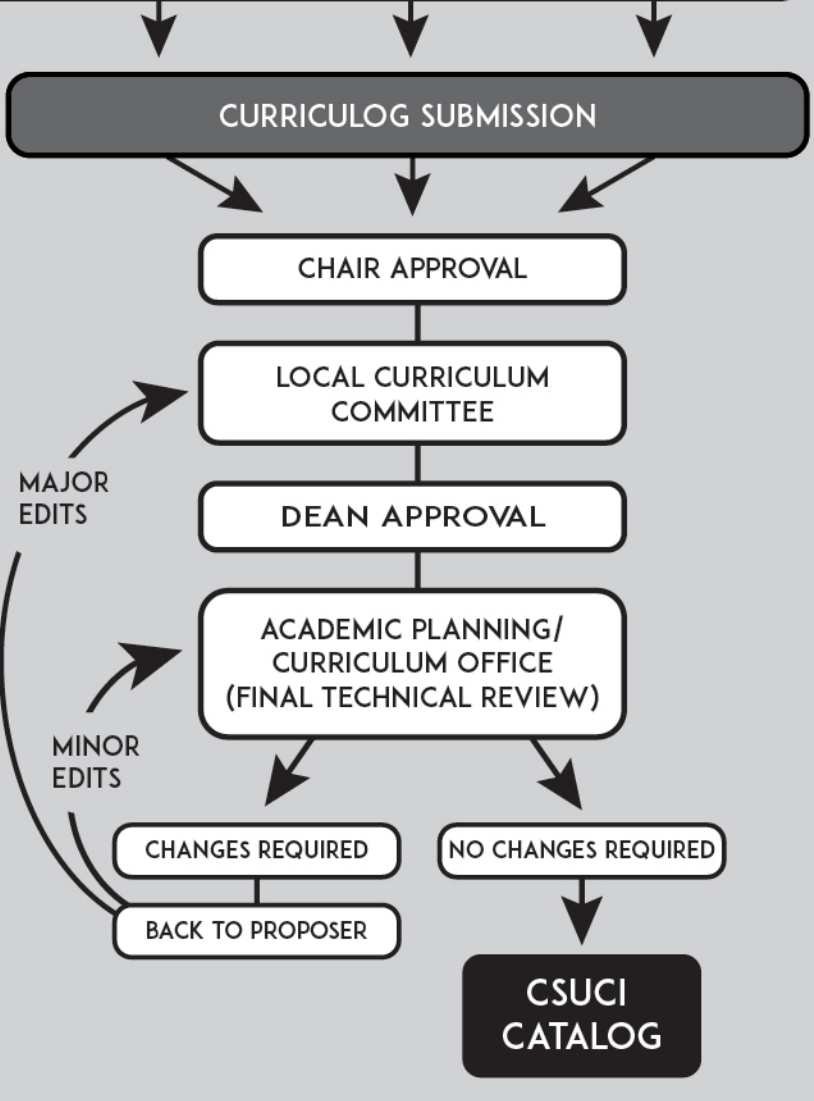 CURRICULOG SUBMISSION
CHAIR APPROVAL
LOCAL CURRICULUM
COMMITTEE
MAJOR
EDITS
DEAN APPROVAL
ACADEMIC PLANNING/
CURRICULUM OFFICE
(FINAL TECHNICAL REVIEW)
MINOR
EDITS
CHANGES REQUIRED
NO CHANGES REQUIRED
BACK TO PROPOSER
CSUCI
CATALOG